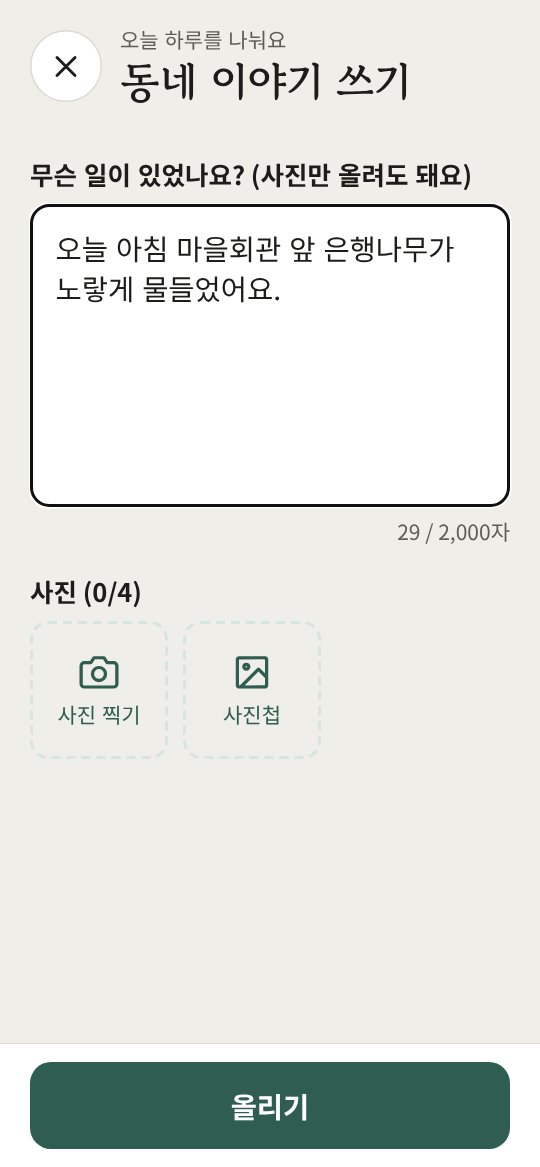 오늘 하루를 나눠요
동네 이야기 쓰기
무슨 일이 있었나요? (사진만 올려도 돼요)
오늘 아침 마을회관 앞 은행나무가
노랗게 물들었어요.
29 / 2,000자
사진 (0/4)
사진 찍기
사진첩
올리기